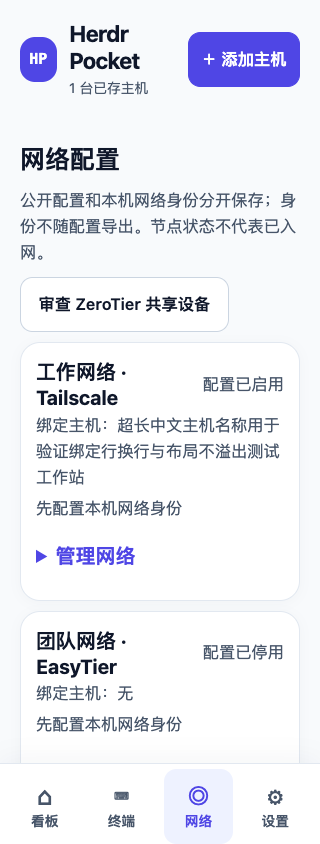 HP
Herdr
Pocket
1 台已存主机
+ 添加主机
网络配置
公开配置和本机网络身份分开保存；身
份不随配置导出。节点状态不代表已入
网。
审查 ZeroTier 共享设备
工作网络 ·
Tailscale
配置已启用
绑定主机：超长中文主机名称用于
验证绑定行换行与布局不溢出测试
工作站
先配置本机网络身份
管理网络
团队网络 ·
EasyTier
配置已停用
绑定主机：无
先配置本机网络身份
看板
终端
网络
设置